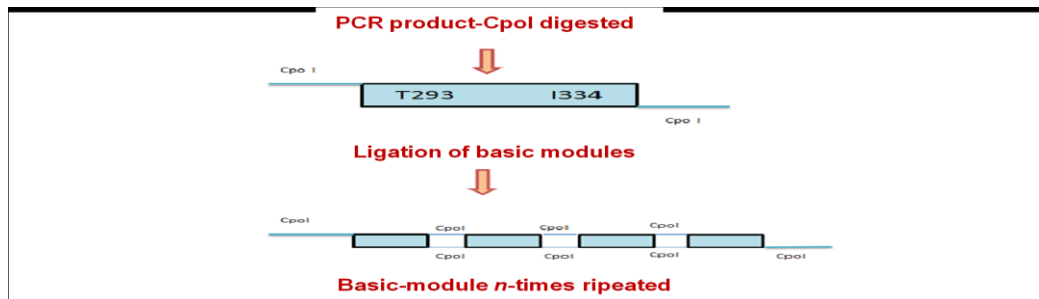 PCR product-CpoI digested
Cpo I
T293 I334
Cpo I
Ligation of basic modules
CpoI
CpoI CpoI CpoI
CpoI CpoI CpoI CpoI
Basic-module n-times ripeated